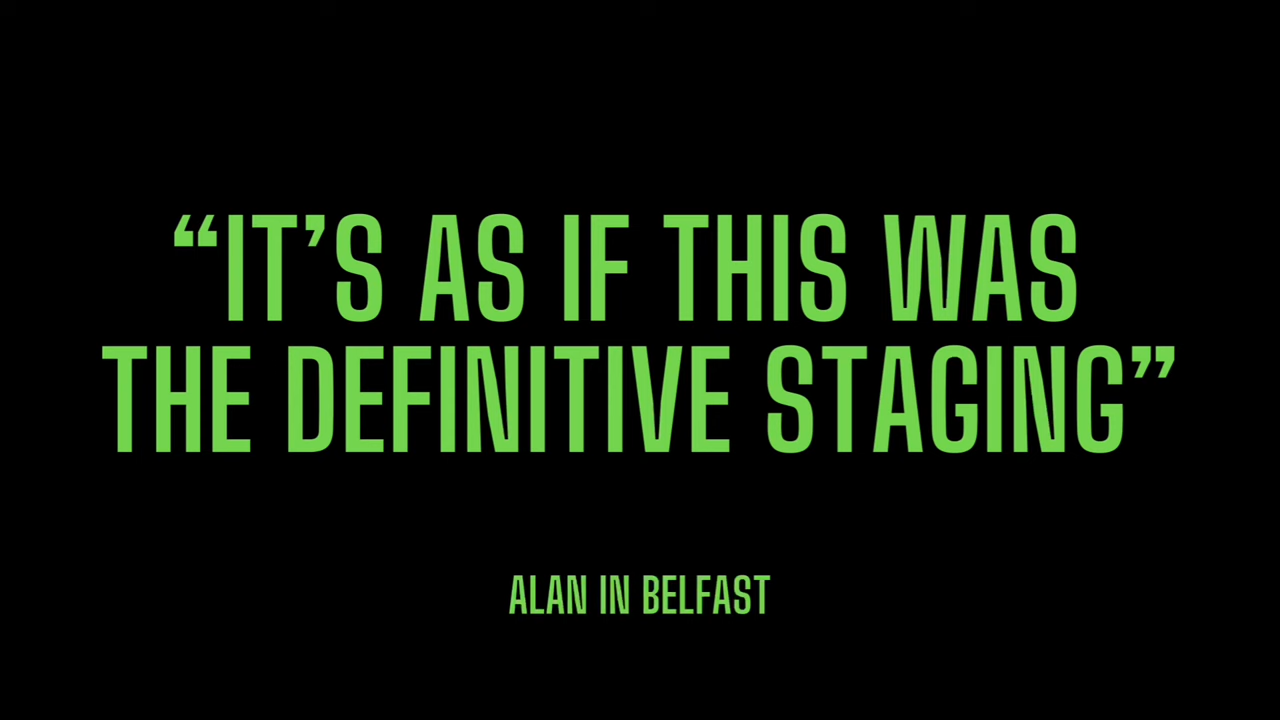 “IT’S AS IF THIS WAS
THE DEFINITIVE STAGING”
ALAN IN BELFAST